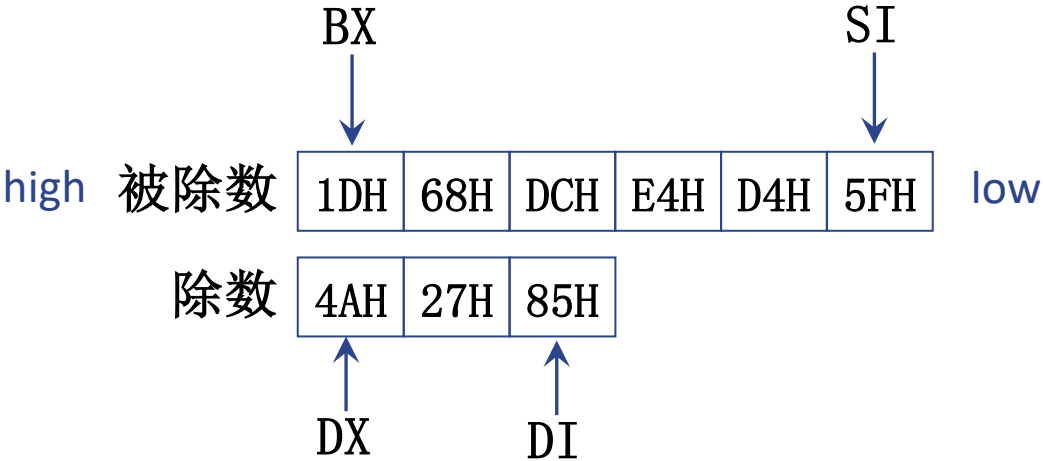 BX SI
high 被除数 1DH 68H DCH E4H D4H 5FH low
除数 4AH 27H 85H
DX DI